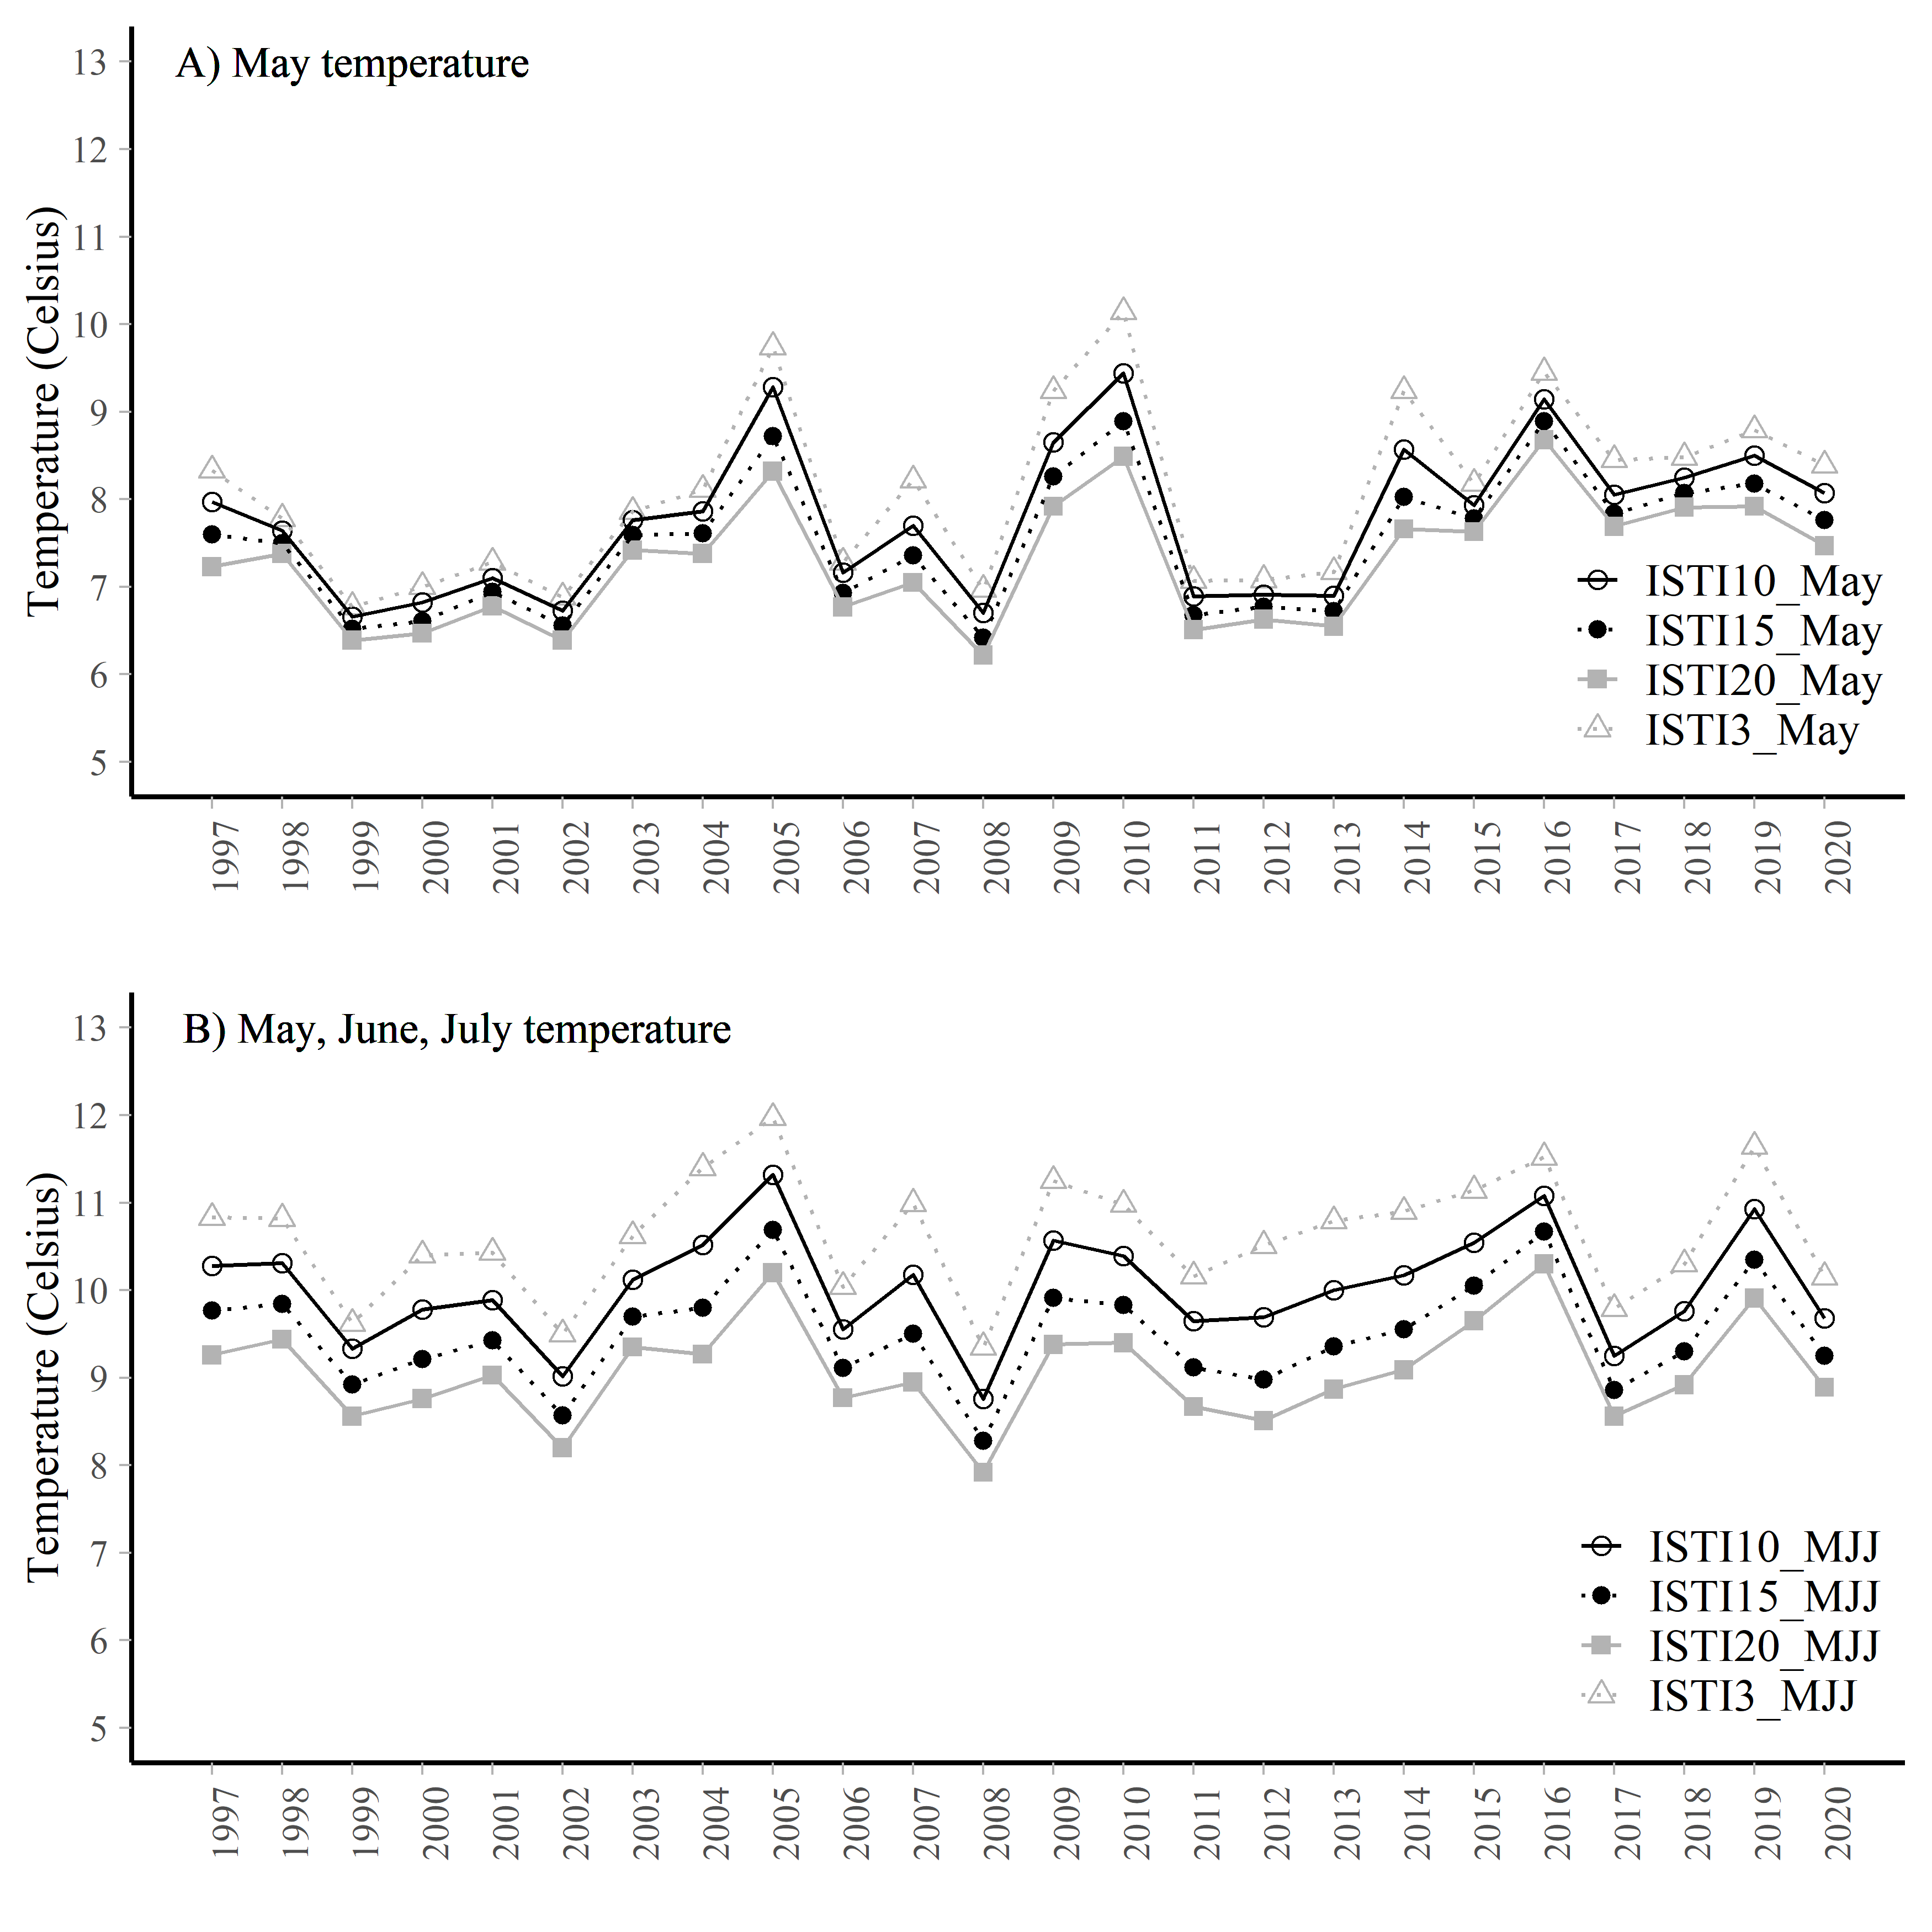 A) May temperature
Temperature (Celsius)
13
12
11
10
9
8
7
6
5
ISTI10_May
ISTI15_May
ISTI20_May
ISTI3_May
1997 1998 1999 2000 2001 2002 2003 2004 2005 2006 2007 2008 2009 2010 2011 2012 2013 2014 2015 2016 2017 2018 2019 2020
B) May, June, July temperature
Temperature (Celsius)
13
12
11
10
9
8
7
6
5
ISTI10_MJJ
ISTI15_MJJ
ISTI20_MJJ
ISTI3_MJJ
1997 1998 1999 2000 2001 2002 2003 2004 2005 2006 2007 2008 2009 2010 2011 2012 2013 2014 2015 2016 2017 2018 2019 2020